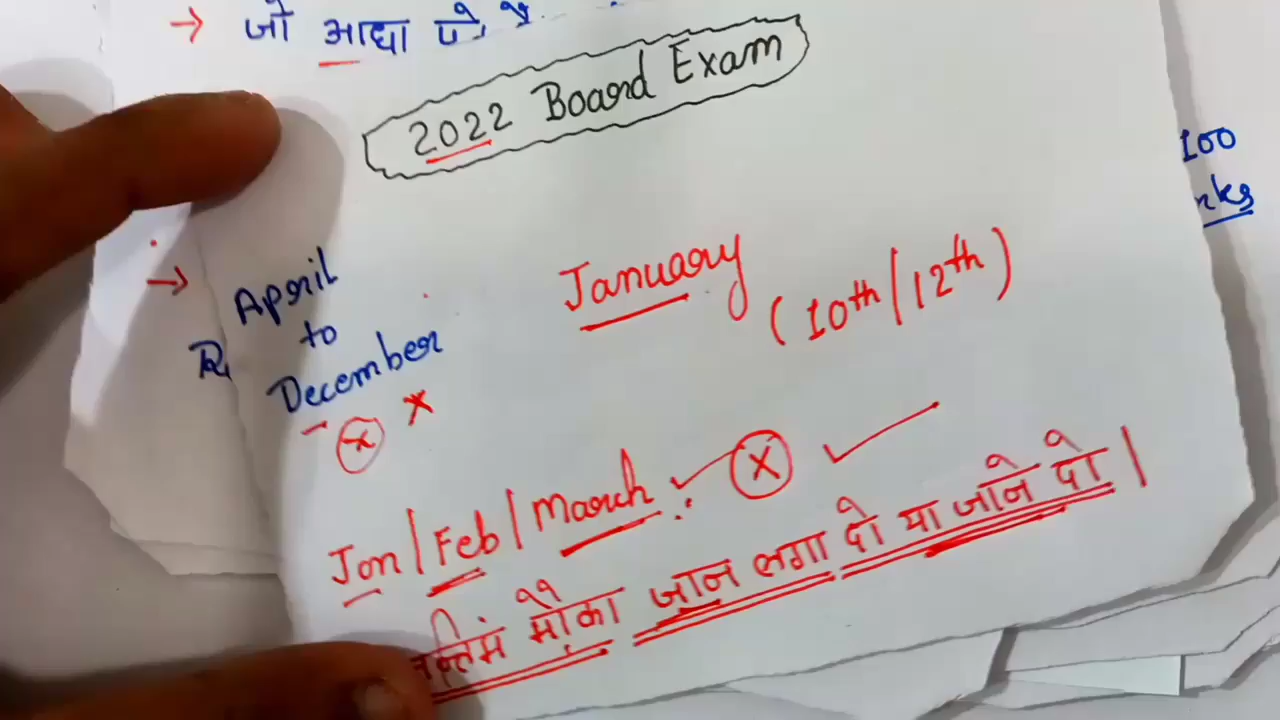 → जो आधा
2022 Board Exam
100
→ April
to
December
January
(10th/12th)
Jan/Feb/March
मौका जान लगा दो या जाने दो।